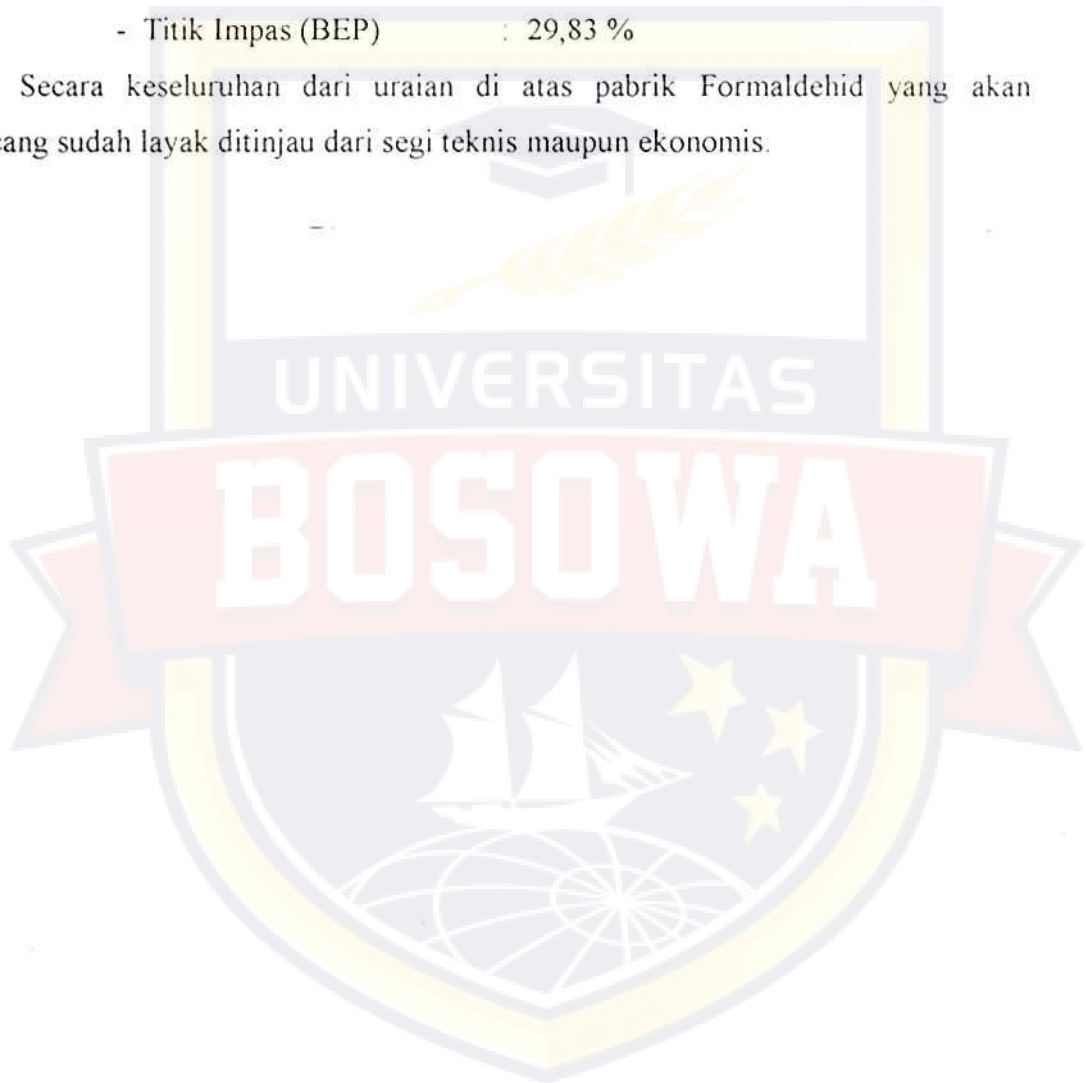 - Titik Impas (BEP) : 29,83 %
Secara keseluruhan dari uraian di atas pabrik Formaldehid yang akan
cang sudah layak ditinjau dari segi teknis maupun ekonomis.
UNIVERSITAS
BOSOWA